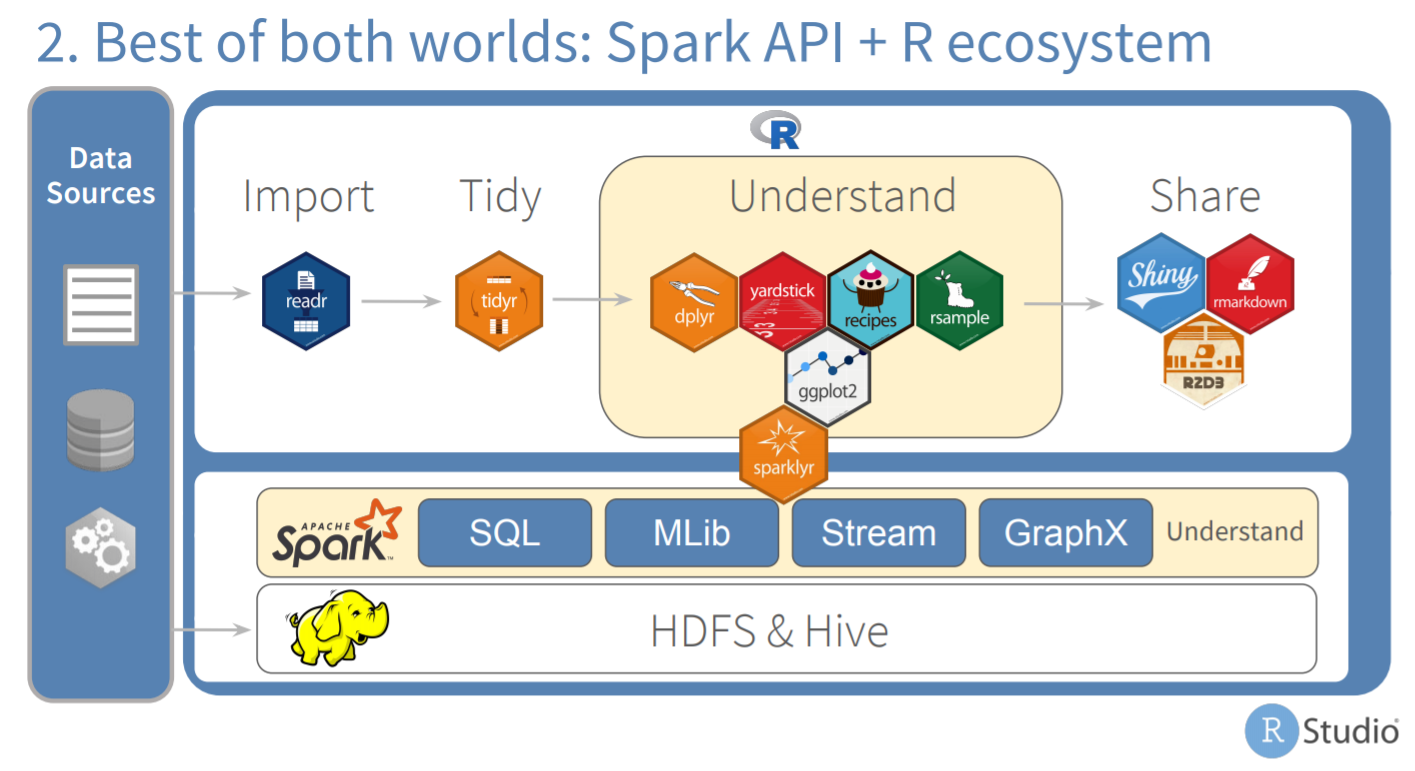 2. Best of both worlds: Spark API + R ecosystem
Data
Sources
R
Import
Tidy
Understand
Share
readr
tidyr
dplyr
yardstick
recipes
rsample
ggplot2
sparklyr
Shiny
rmarkdown
R2D3
APACHE
Spark™
SQL
MLib
Stream
GraphX
Understand
HDFS & Hive
R Studio